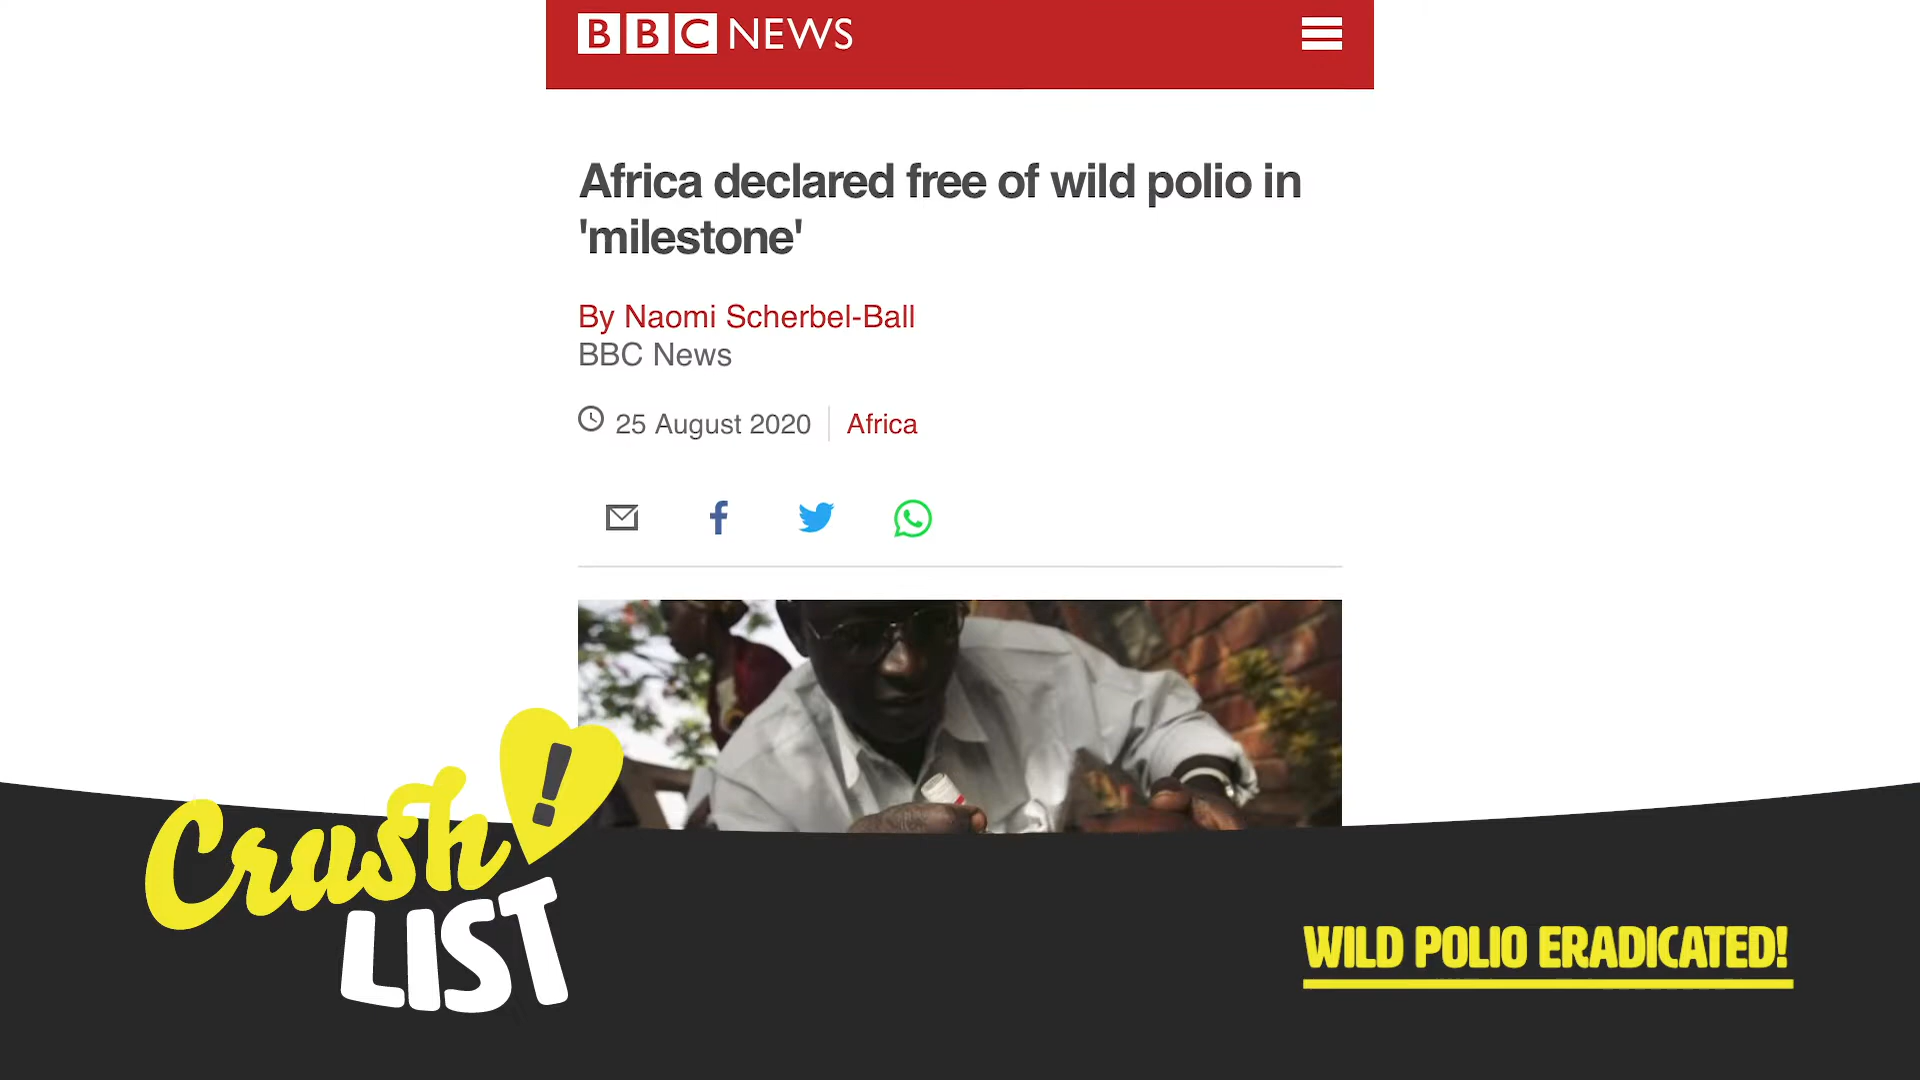 BBC NEWS
Africa declared free of wild polio in
'milestone'
By Naomi Scherbel-Ball
BBC News
25 August 2020 Africa
Crush!
LIST
WILD POLIO ERADICATED!